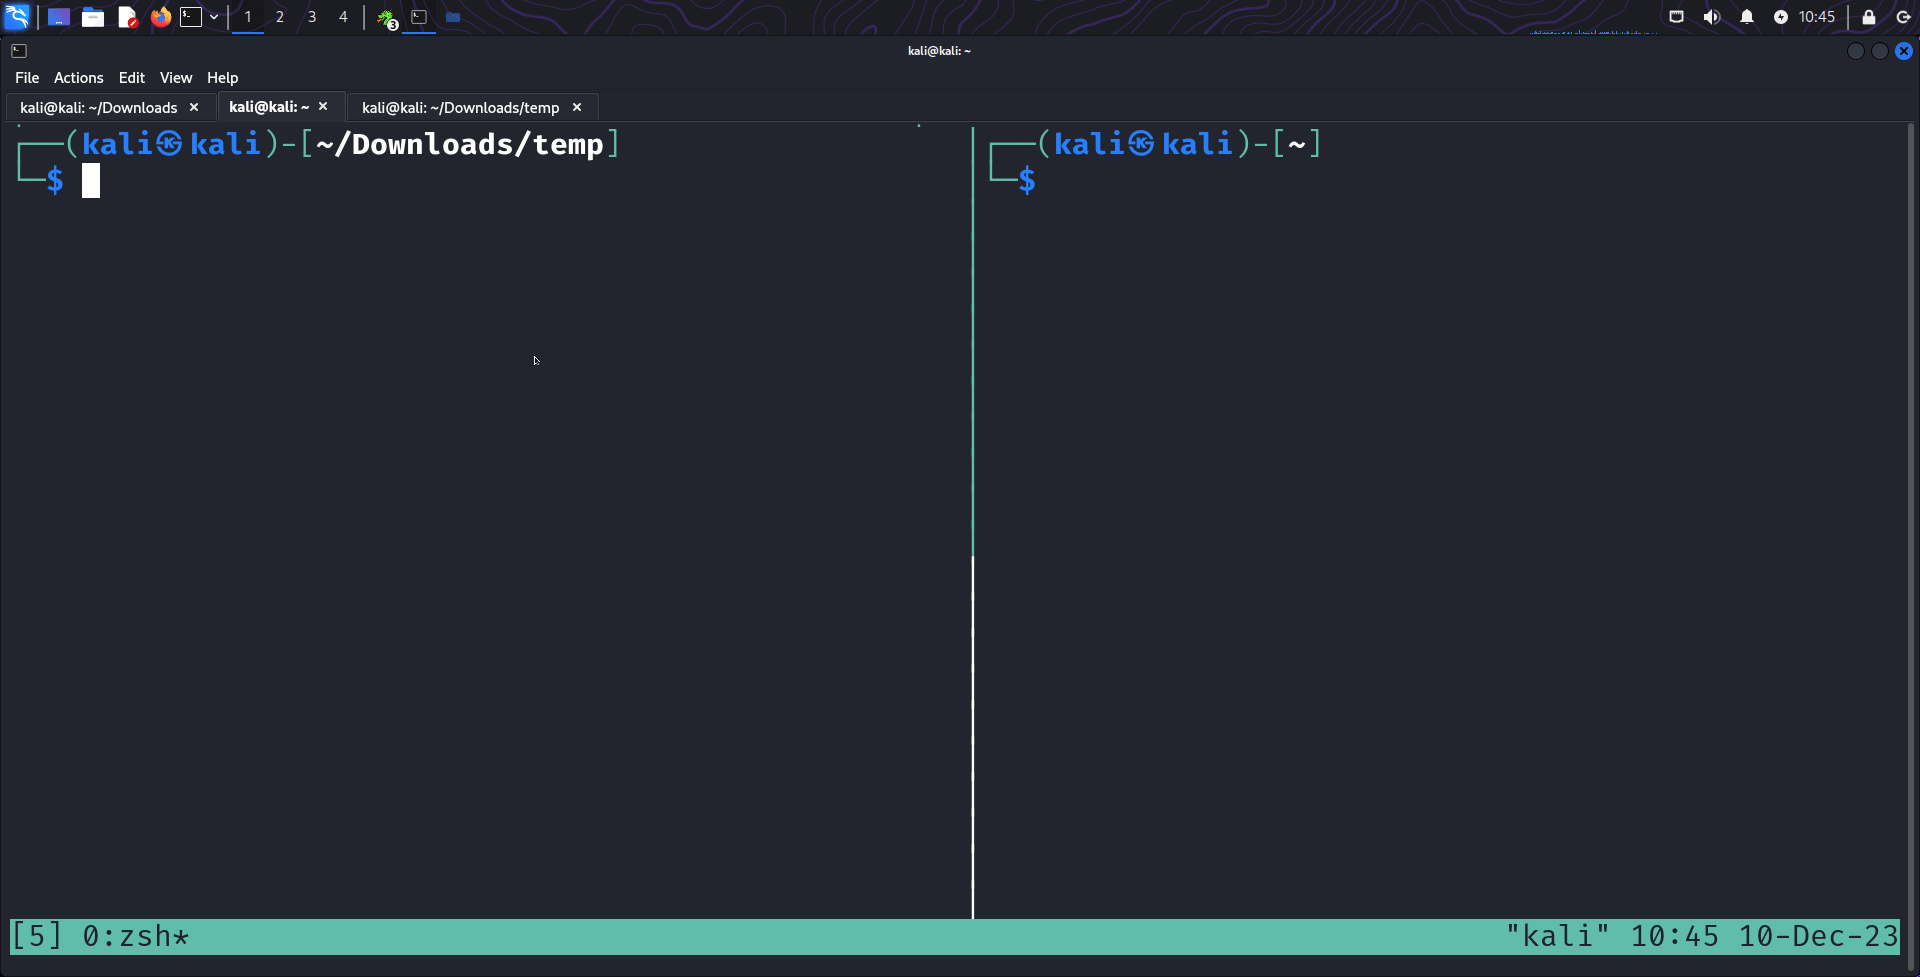 1 2 3 4 3 10:45
kali@kali: ~
File Actions Edit View Help
kali@kali: ~/Downloads × kali@kali: ~ × kali@kali: ~/Downloads/temp ×
┌──(kali㉿kali)-[~/Downloads/temp]
└─$
┌──(kali㉿kali)-[~]
└─$
[5] 0:zsh* "kali" 10:45 10-Dec-23